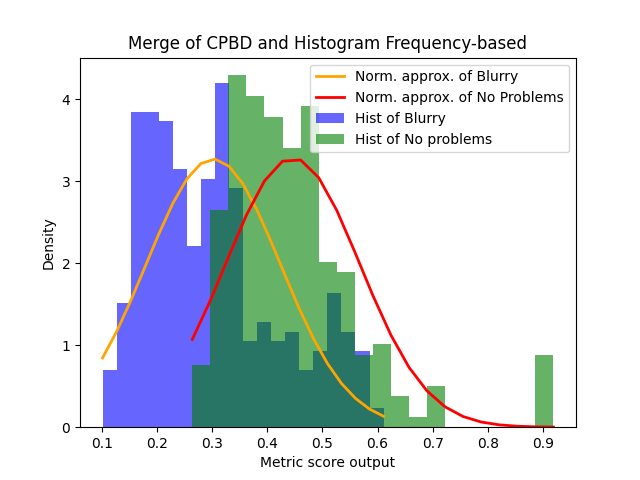 Merge of CPBD and Histogram Frequency-based
Norm. approx. of Blurry
Norm. approx. of No Problems
Hist of Blurry
Hist of No problems
Density
4
3
2
1
0
0.1 0.2 0.3 0.4 0.5 0.6 0.7 0.8 0.9
Metric score output